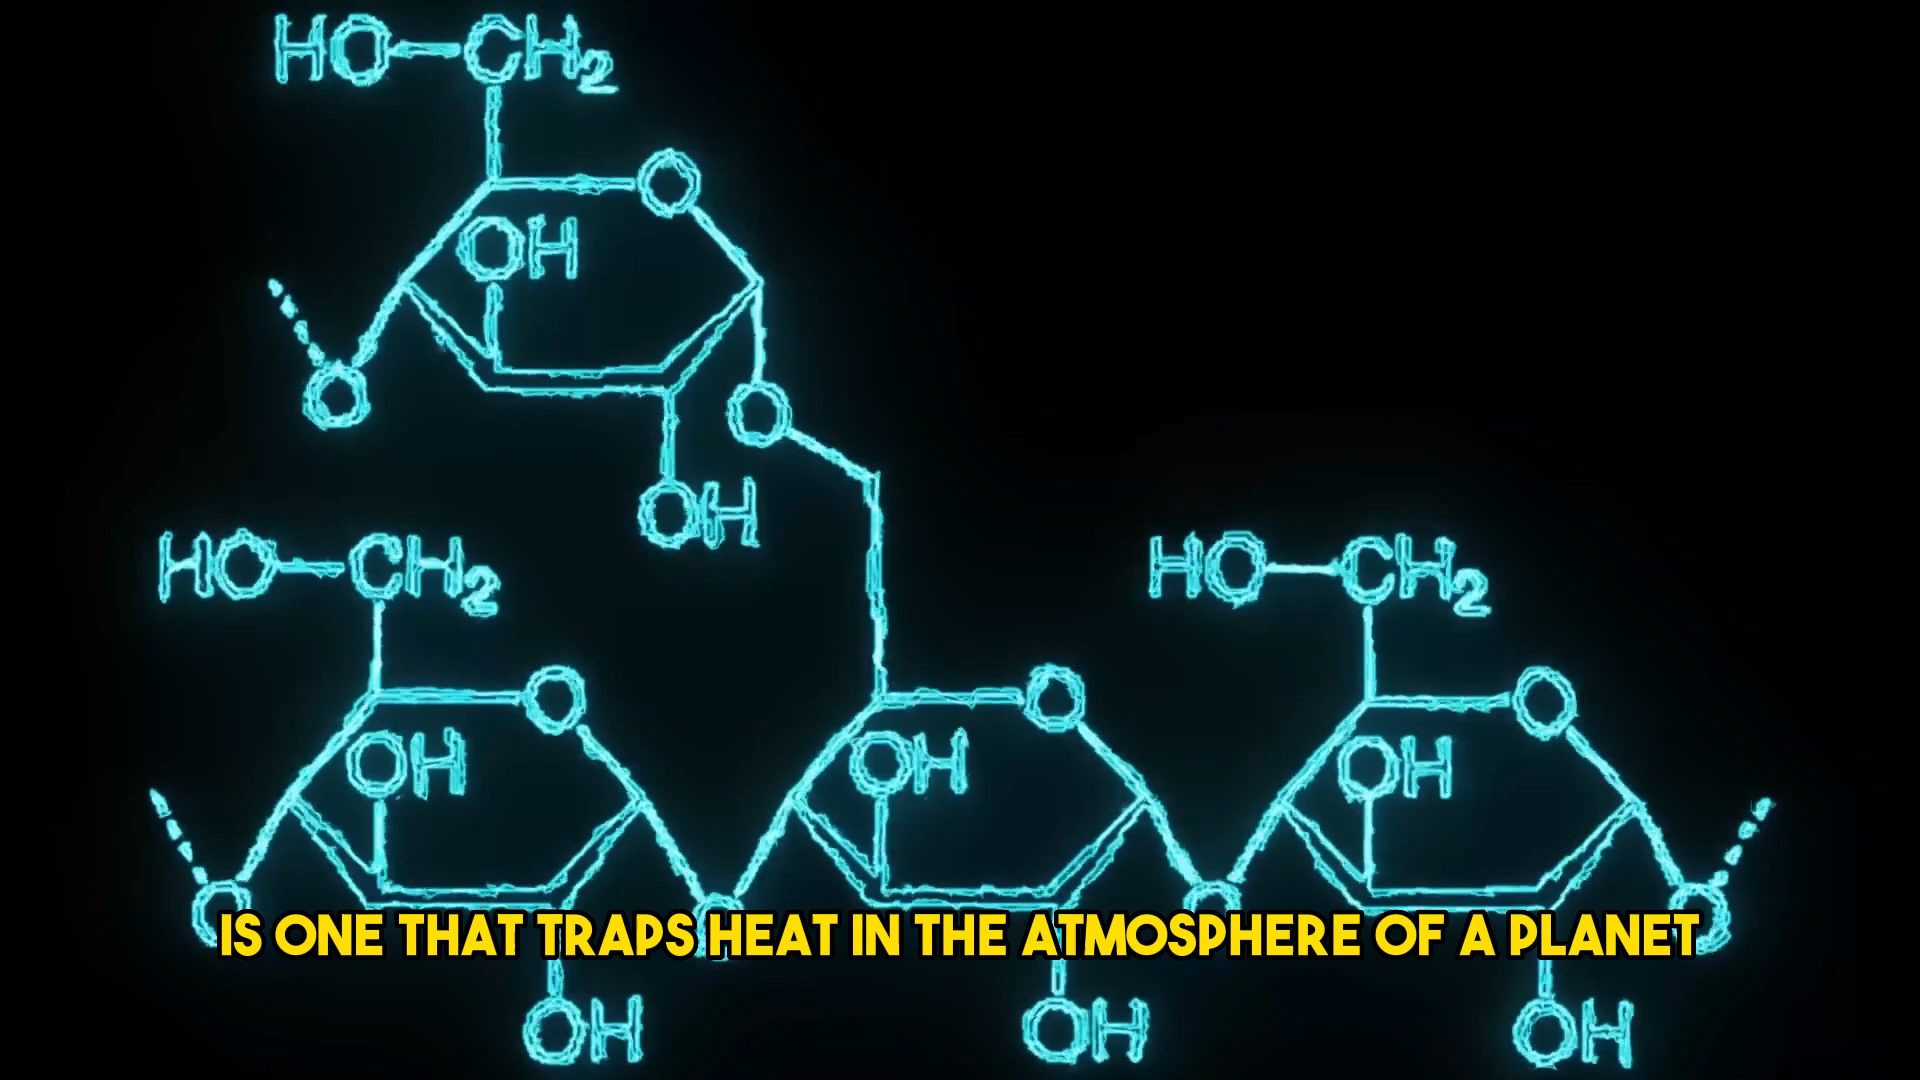 HO CH2
O
OH
O
O
OH
HO CH2
HO CH2
O
O
O
OH
OH
OH
O
O
O
O
IS ONE THAT TRAPS HEAT IN THE ATMOSPHERE OF A PLANET
OH
OH
OH